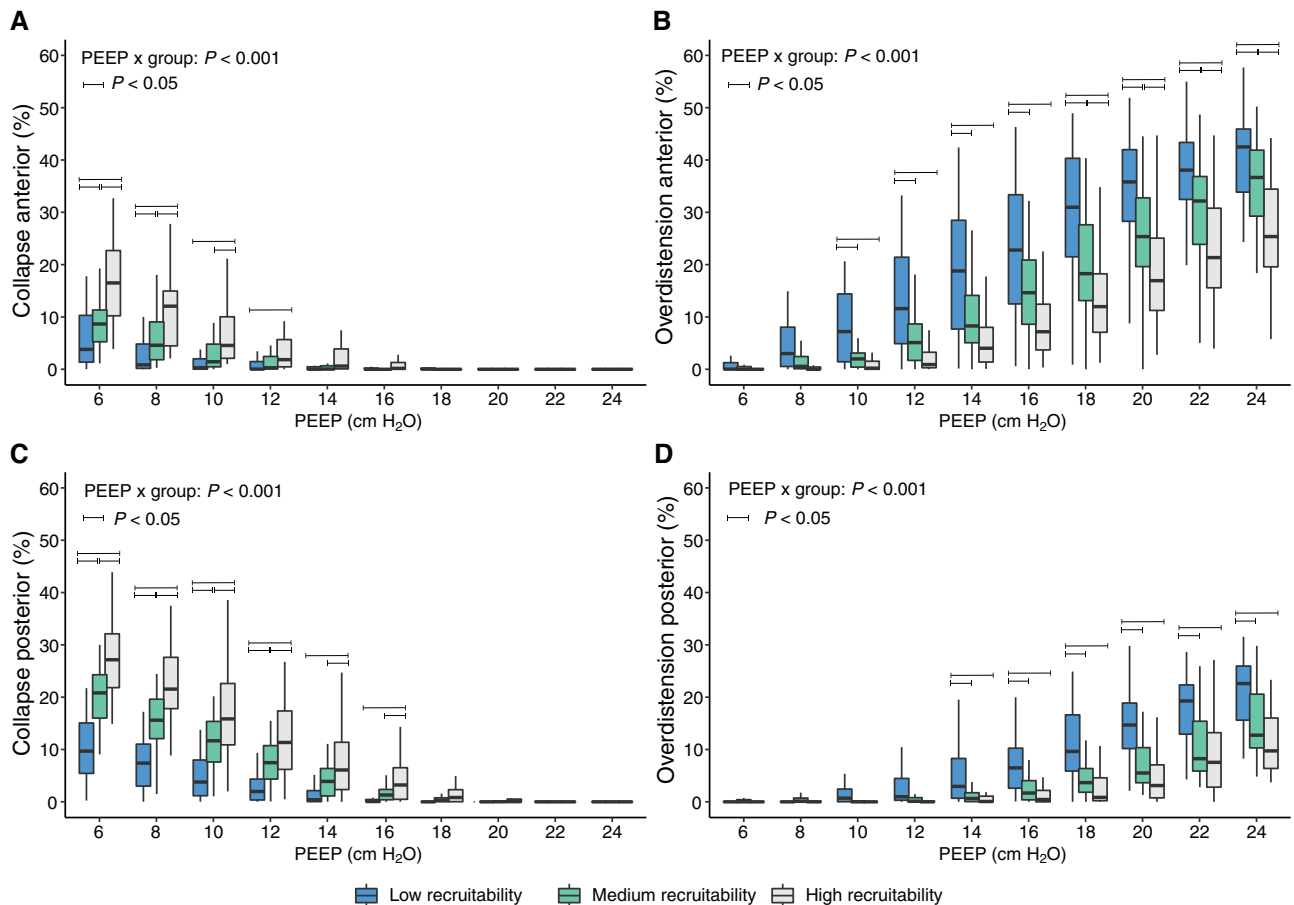 A
PEEP x group: P < 0.001
P < 0.05
Collapse anterior (%)
60
50
40
30
20
10
0
6 8 10 12 14 16 18 20 22 24
PEEP (cm H₂O)
B
PEEP x group: P < 0.001
P < 0.05
Overdistension anterior (%)
60
50
40
30
20
10
0
6 8 10 12 14 16 18 20 22 24
PEEP (cm H₂O)
C
PEEP x group: P < 0.001
P < 0.05
Collapse posterior (%)
60
50
40
30
20
10
0
6 8 10 12 14 16 18 20 22 24
PEEP (cm H₂O)
D
PEEP x group: P < 0.001
P < 0.05
Overdistension posterior (%)
60
50
40
30
20
10
0
6 8 10 12 14 16 18 20 22 24
PEEP (cm H₂O)
Low recruitability Medium recruitability High recruitability